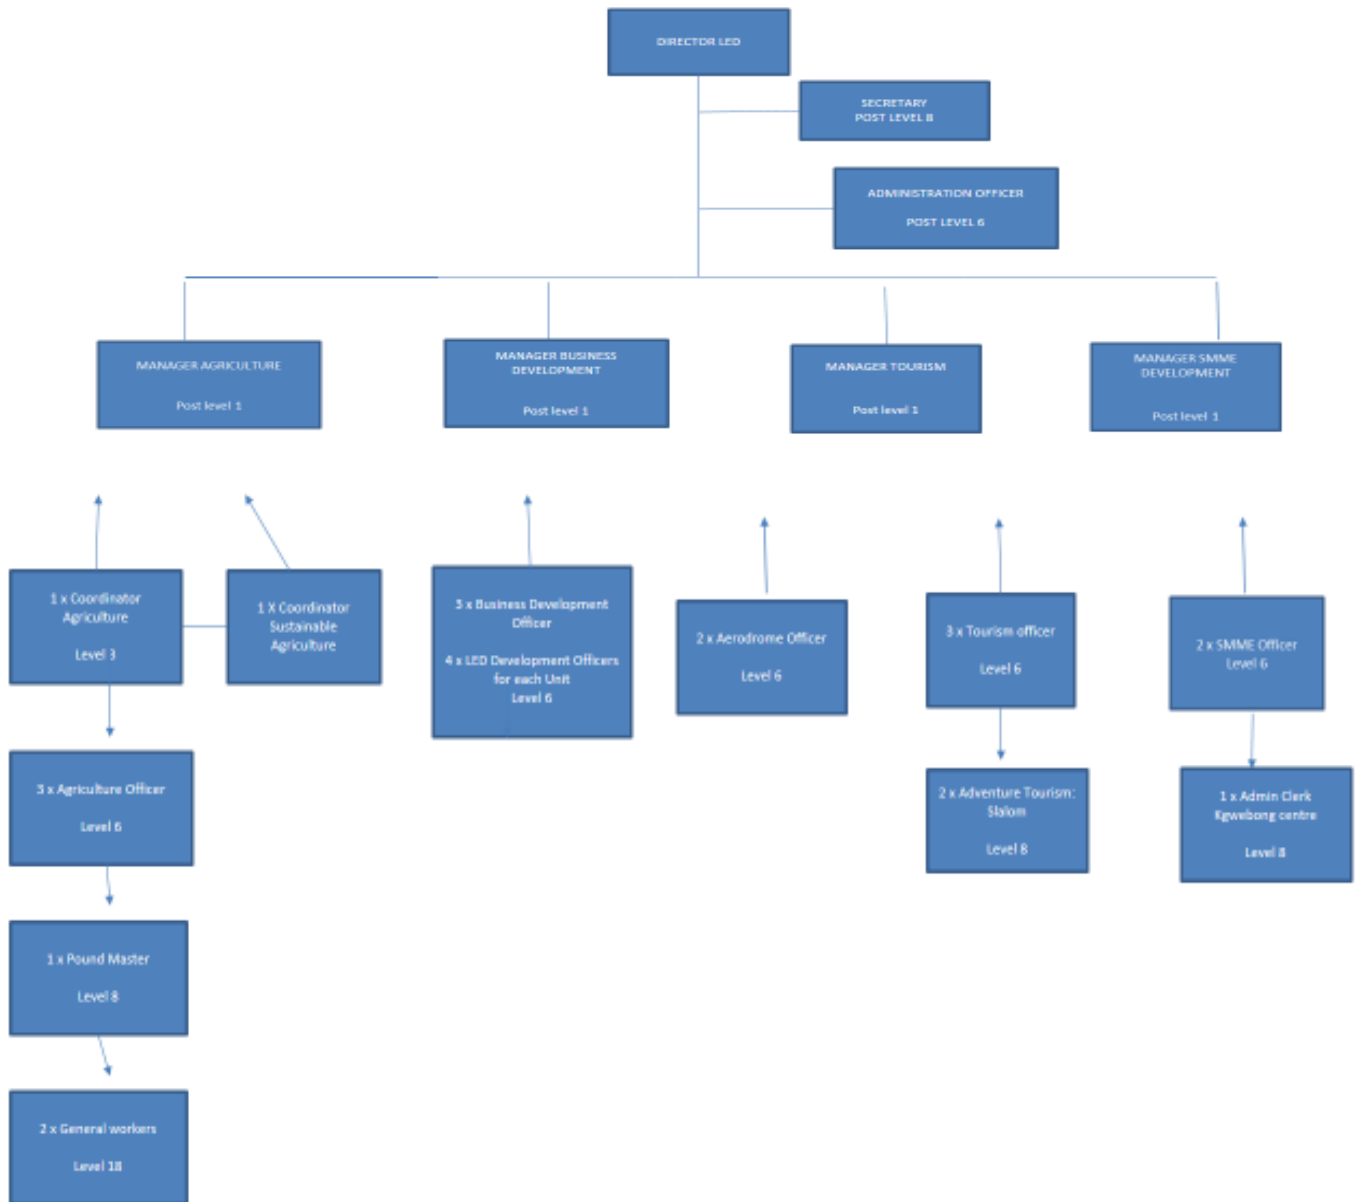 DIRECTOR LED
SECRETARY
POST LEVEL 8
ADMINISTRATION OFFICER
POST LEVEL 6
MANAGER AGRICULTURE
Post level 1
MANAGER BUSINESS
DEVELOPMENT
Post level 1
MANAGER TOURISM
Post level 1
MANAGER SMME
DEVELOPMENT
Post level 1
1 x Coordinator
Agriculture
Level 3
1 X Coordinator
Sustainable
Agriculture
3 x Business Development
Officer
4 x LED Development Officers
for each Unit
Level 6
2 x Aerodrome Officer
Level 6
3 x Tourism officer
Level 6
2 x SMME Officer
Level 6
3 x Agriculture Officer
Level 6
2 x Adventure Tourism:
Slalom
Level 8
1 x Admin Clerk
Kgwebong centre
Level 8
1 x Pound Master
Level 8
2 x General workers
Level 18